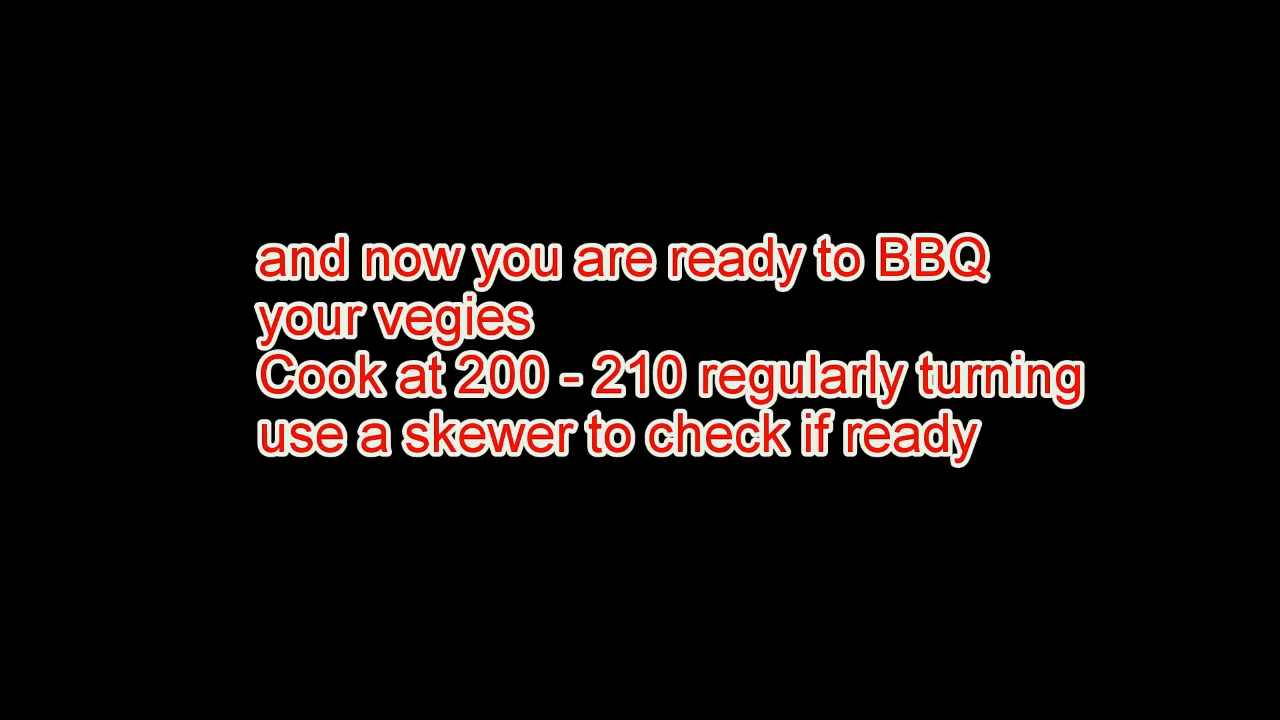 and now you are ready to BBQ
your vegies
Cook at 200 - 210 regularly turning
use a skewer to check if ready